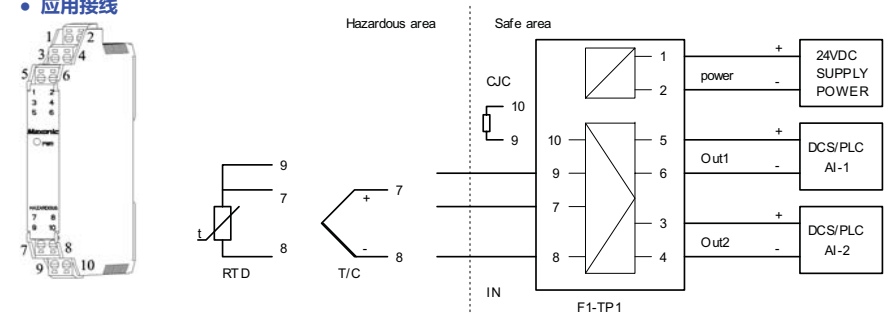 • 应用接线
Hazardous area
Safe area
1 2
3 4
5 6
1 2
3 4
5 6
Maxonic
PWR
HAZARDOUS
7 8
9 10
7 8
9 10
9
7
8
t
RTD
+
7
-
8
T/C
CJC
10
9
IN
1
2
10
9
7
8
5
6
3
4
F1-TP1
+
power
-
24VDC
SUPPLY
POWER
+
Out1
-
DCS/PLC
AI-1
+
Out2
-
DCS/PLC
AI-2